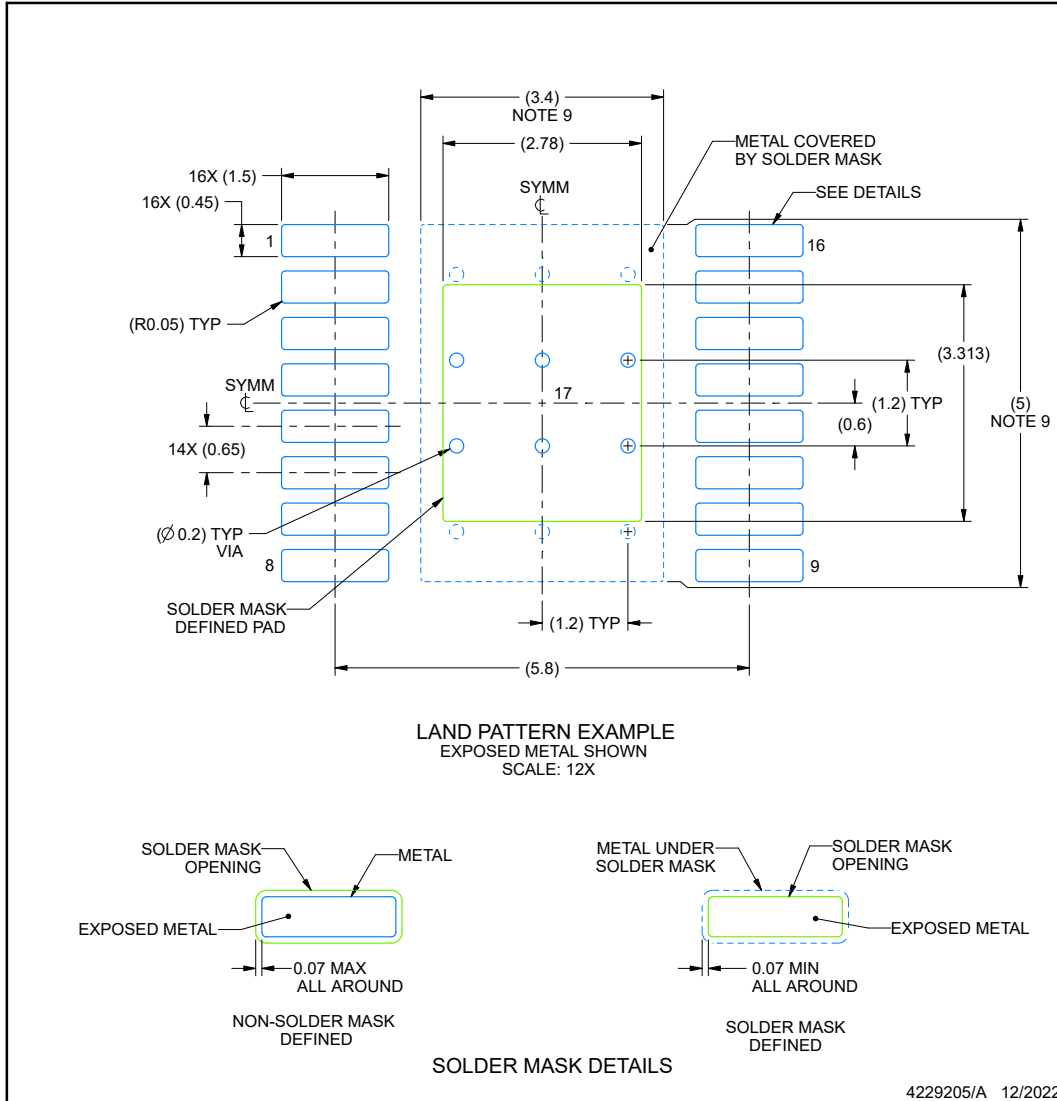 (3.4)
NOTE 9
(2.78)
METAL COVERED
BY SOLDER MASK
16X (1.5)
SYMM
SEE DETAILS
16X (0.45)
1
16
(R0.05) TYP
(3.313)
SYMM
17
(1.2) TYP
(5)
NOTE 9
(0.6)
14X (0.65)
(Ø 0.2) TYP
VIA
8
9
SOLDER MASK
DEFINED PAD
(1.2) TYP
(5.8)
LAND PATTERN EXAMPLE
EXPOSED METAL SHOWN
SCALE: 12X
SOLDER MASK
OPENING
METAL
EXPOSED METAL
0.07 MAX
ALL AROUND
NON-SOLDER MASK
DEFINED
METAL UNDER
SOLDER MASK
SOLDER MASK
OPENING
EXPOSED METAL
0.07 MIN
ALL AROUND
SOLDER MASK
DEFINED
SOLDER MASK DETAILS
4229205/A 12/2022